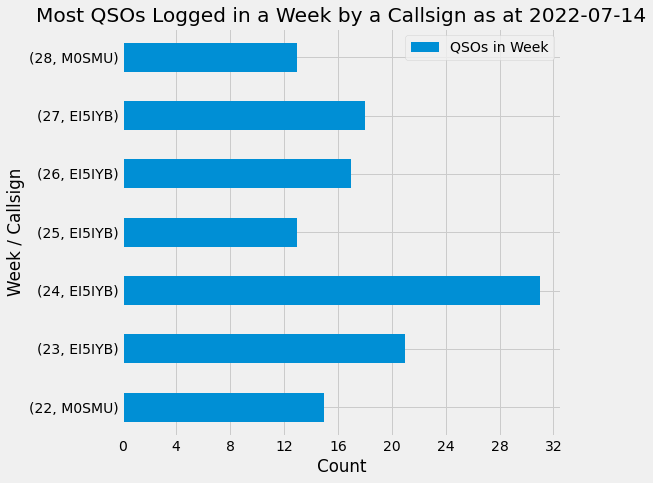 Most QSOs Logged in a Week by a Callsign as at 2022-07-14
QSOs in Week
(28, M0SMU)
(27, EI5IYB)
(26, EI5IYB)
(25, EI5IYB)
(24, EI5IYB)
(23, EI5IYB)
(22, M0SMU)
Week / Callsign
0 4 8 12 16 20 24 28 32
Count